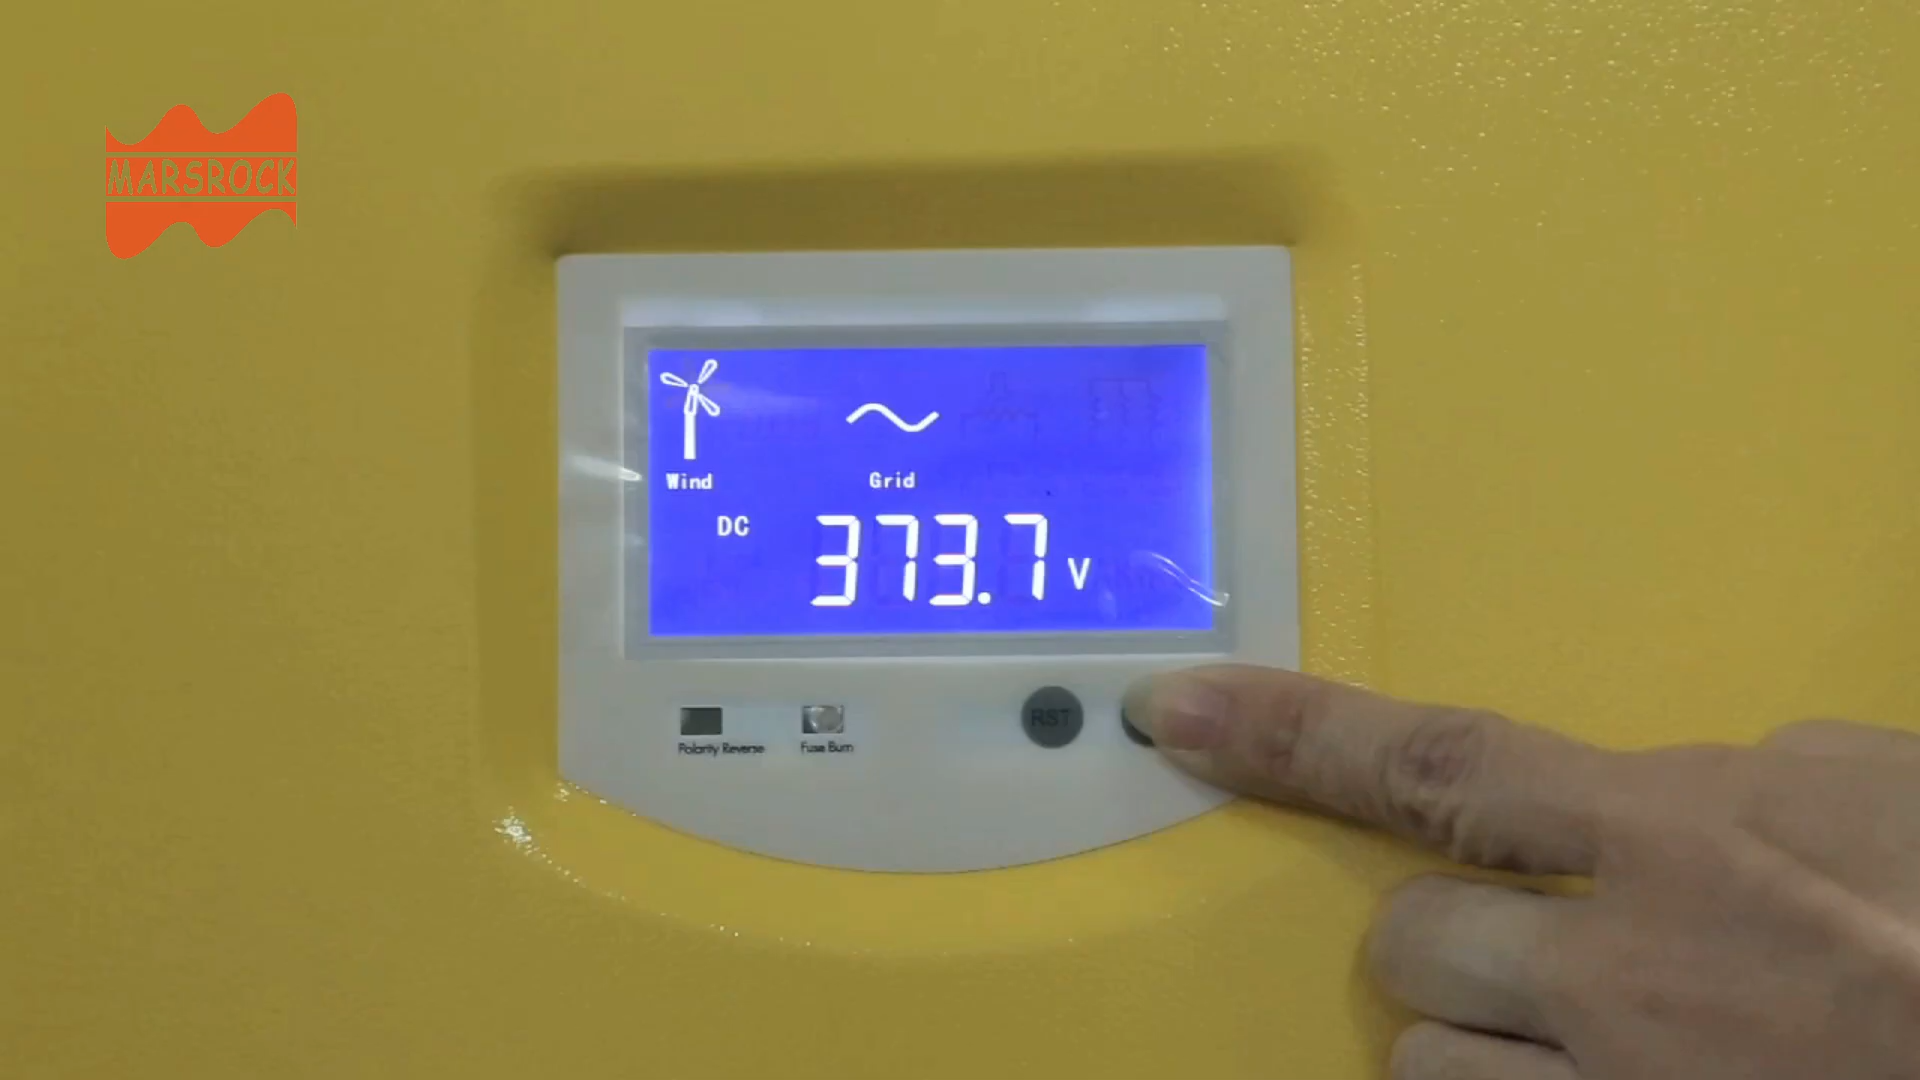 MARSROCK
Wind
Grid
DC
373.7 V
RST
Polarity Reverse
Fuse Burn